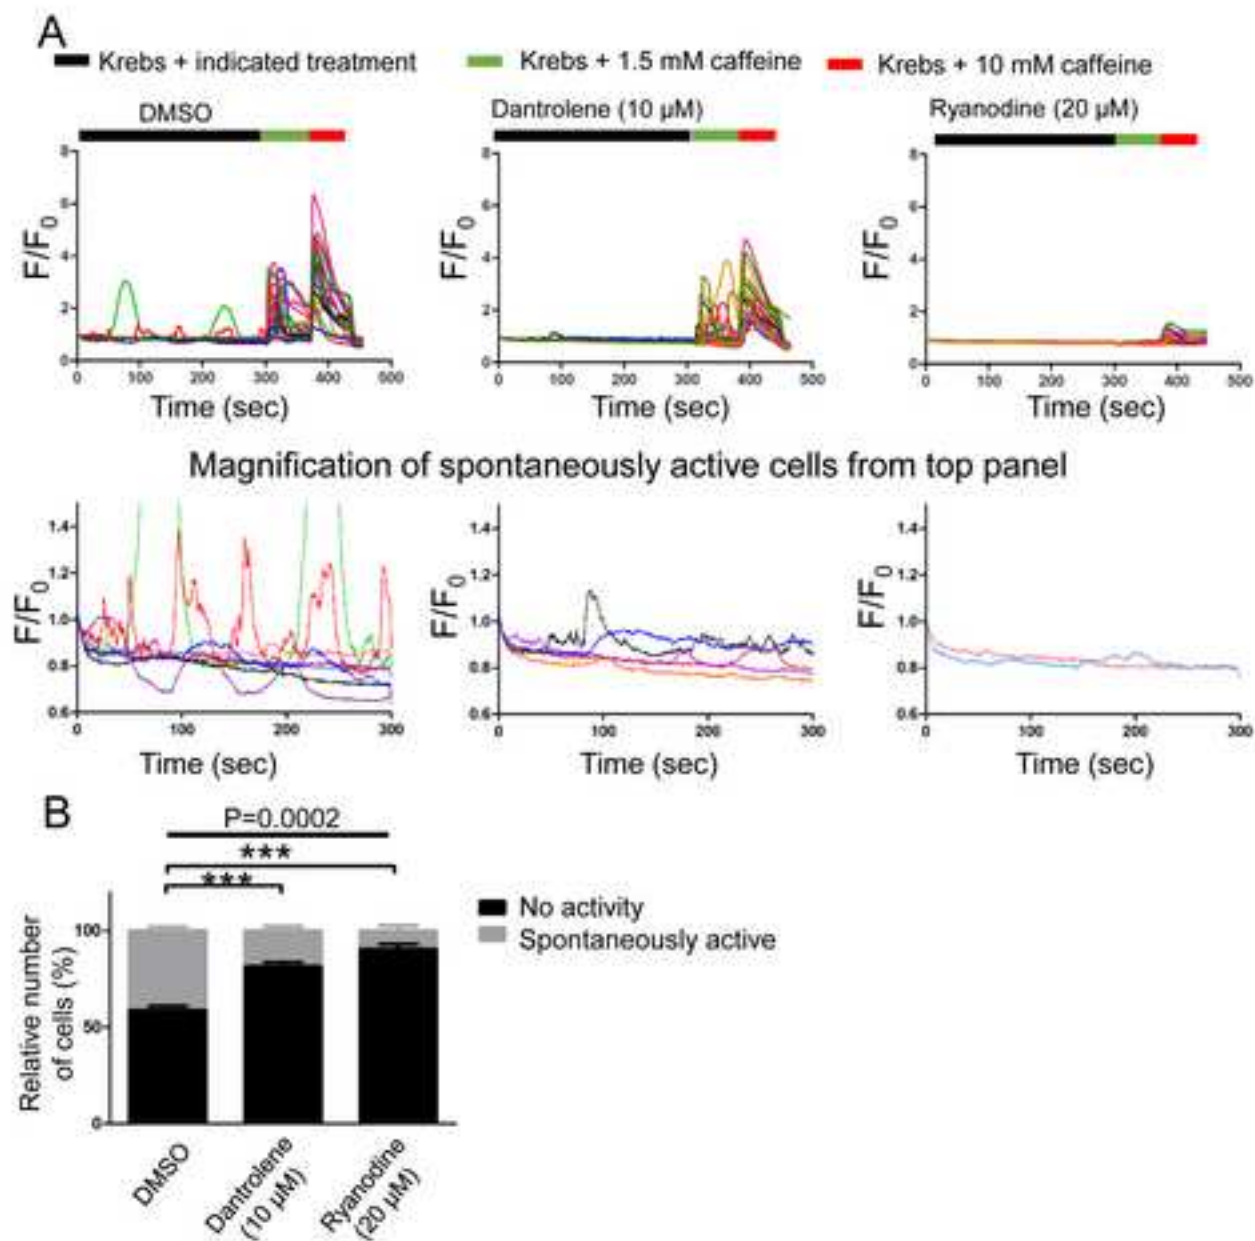 A
Krebs + indicated treatment
Krebs + 1.5 mM caffeine
Krebs + 10 mM caffeine
DMSO
Dantrolene (10 µM)
Ryanodine (20 µM)
8
6
4
2
0
F/F0
0 100 200 300 400 500
Time (sec)
8
6
4
2
0
F/F0
0 100 200 300 400 500
Time (sec)
8
6
4
2
0
F/F0
0 100 200 300 400 500
Time (sec)
Magnification of spontaneously active cells from top panel
1.4
1.2
1.0
0.8
0.6
F/F0
0 100 200 300
Time (sec)
1.4
1.2
1.0
0.8
0.6
F/F0
0 100 200 300
Time (sec)
1.4
1.2
1.0
0.8
0.6
F/F0
0 100 200 300
Time (sec)
B
P=0.0002
***
***
No activity
Spontaneously active
Relative number
of cells (%)
100
50
0
DMSO
Dantrolene
(10 µM)
Ryanodine
(20 µM)